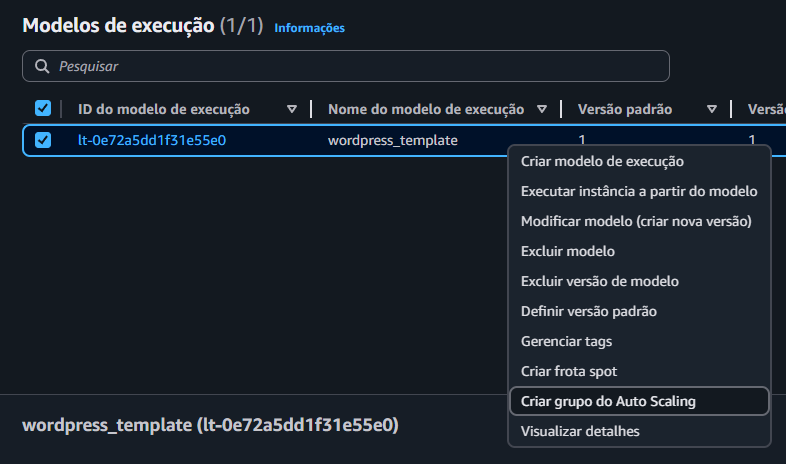 Modelos de execução (1/1) Informações
Pesquisar
ID do modelo de execução Nome do modelo de execução Versão padrão Versão
lt-0e72a5dd1f31e55e0 wordpress_template 1 1
Criar modelo de execução
Executar instância a partir do modelo
Modificar modelo (criar nova versão)
Excluir modelo
Excluir versão de modelo
Definir versão padrão
Gerenciar tags
Criar frota spot
Criar grupo do Auto Scaling
Visualizar detalhes
wordpress_template (lt-0e72a5dd1f31e55e0)